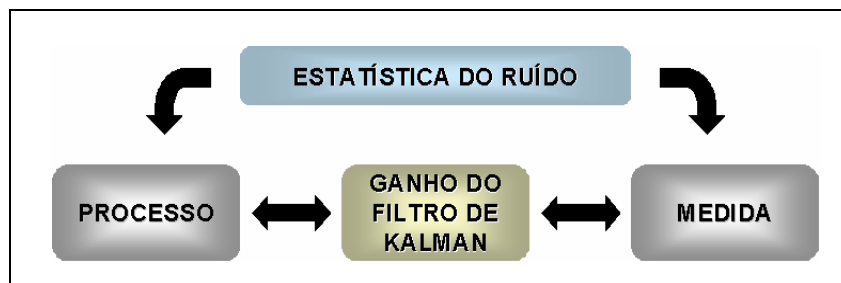 ESTATÍSTICA DO RUÍDO
PROCESSO
GANHO DO
FILTRO DE
KALMAN
MEDIDA